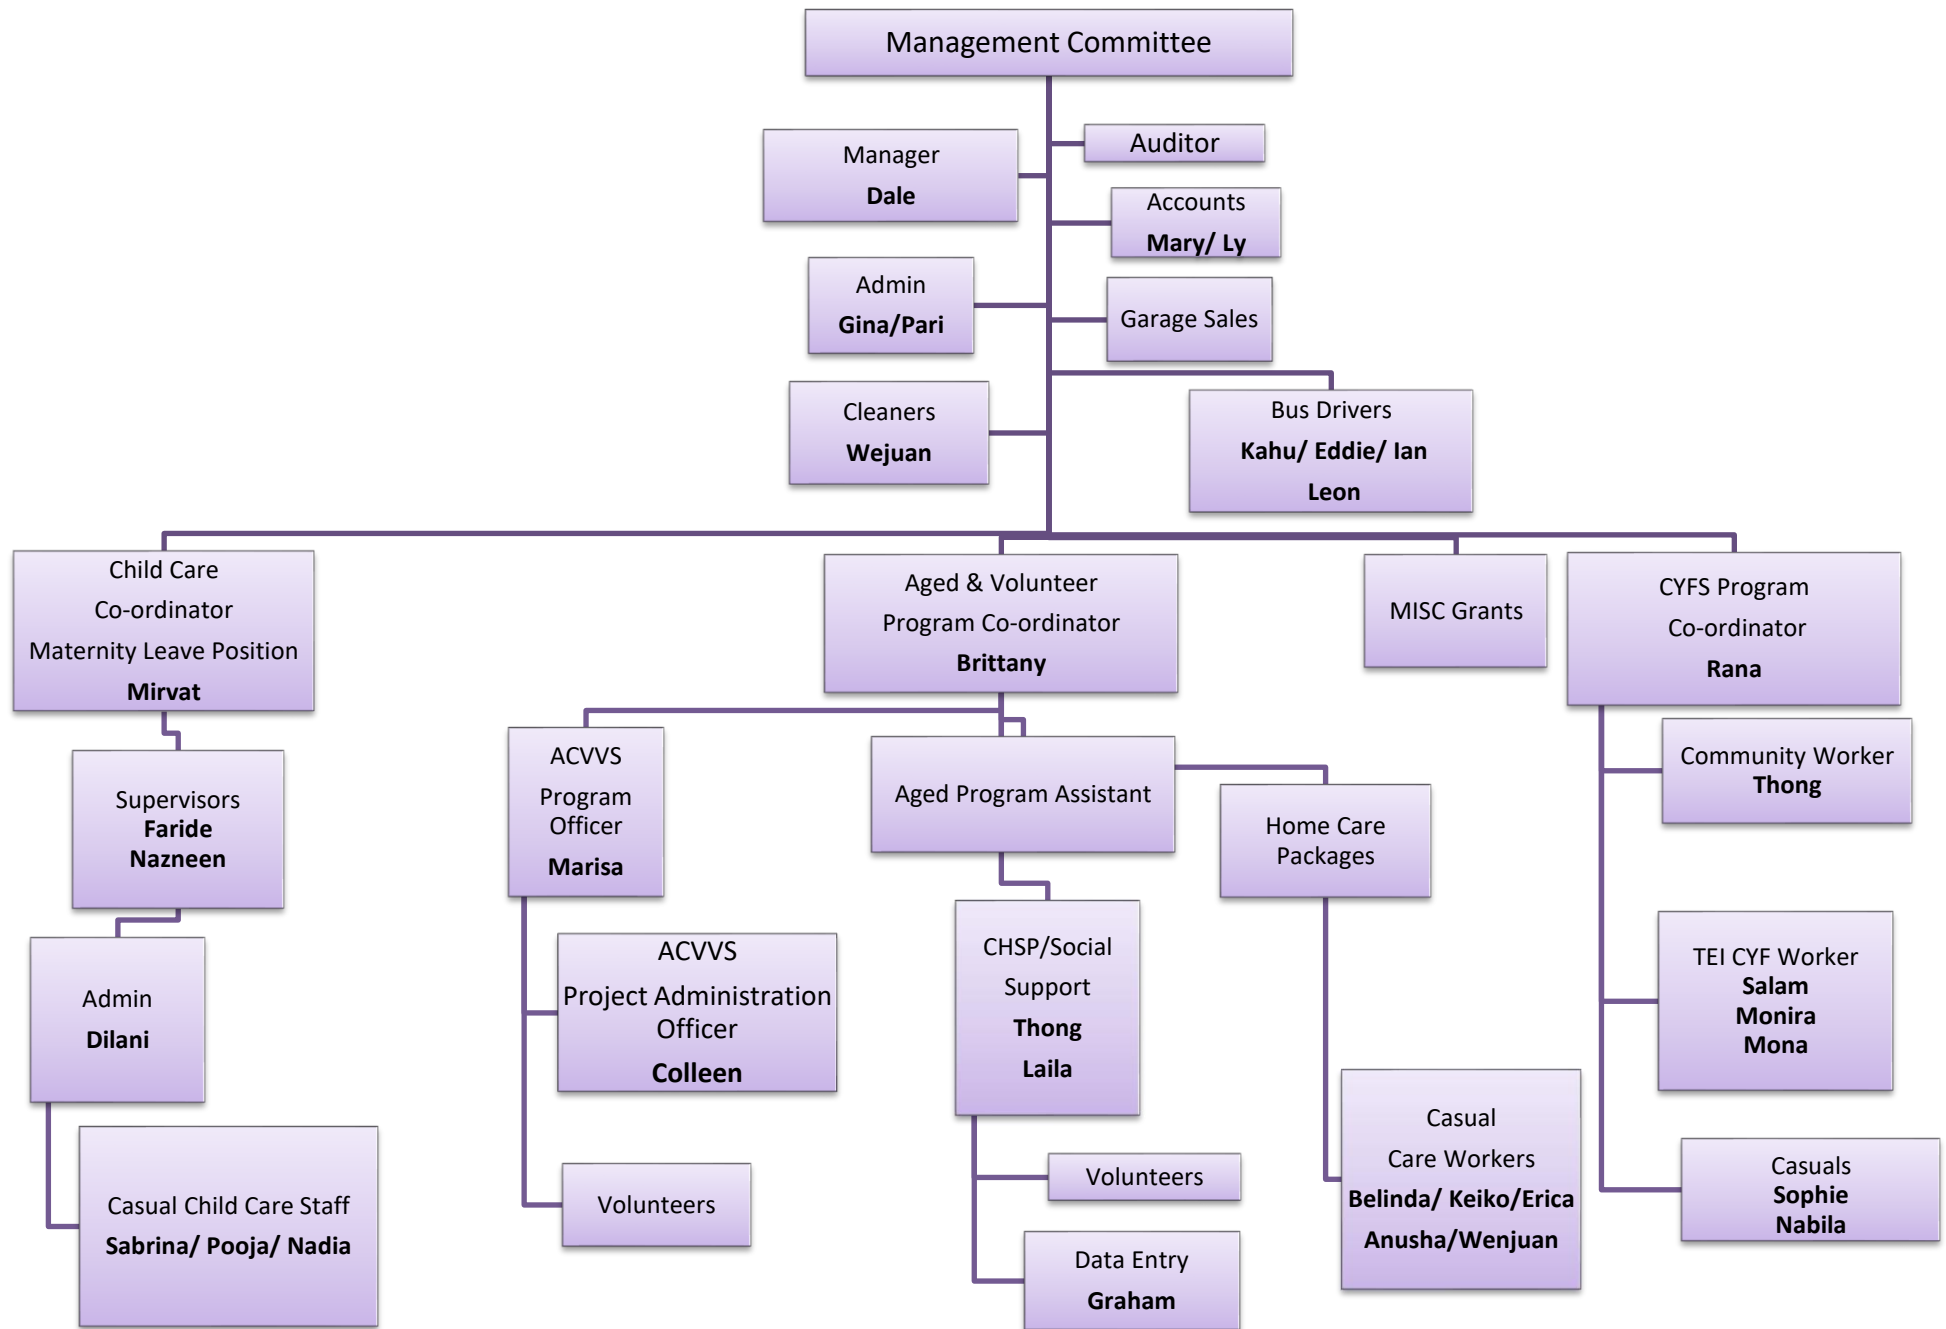 Management Committee
Manager
Dale
Auditor
Accounts
Mary/ Ly
Admin
Gina/Pari
Garage Sales
Cleaners
Wejuan
Bus Drivers
Kahu/ Eddie/ Ian
Leon
Child Care
Co-ordinator
Maternity Leave Position
Mirvat
Aged & Volunteer
Program Co-ordinator
Brittany
MISC Grants
CYFS Program
Co-ordinator
Rana
Supervisors
Faride
Nazneen
ACVVS
Program
Officer
Marisa
Aged Program Assistant
Home Care
Packages
Community Worker
Thong
Admin
Dilani
ACVVS
Project Administration
Officer
Colleen
CHSP/Social
Support
Thong
Laila
TEI CYF Worker
Salam
Monira
Mona
Casual Child Care Staff
Sabrina/ Pooja/ Nadia
Volunteers
Volunteers
Data Entry
Graham
Casual
Care Workers
Belinda/ Keiko/Erica
Anusha/Wenjuan
Casuals
Sophie
Nabila